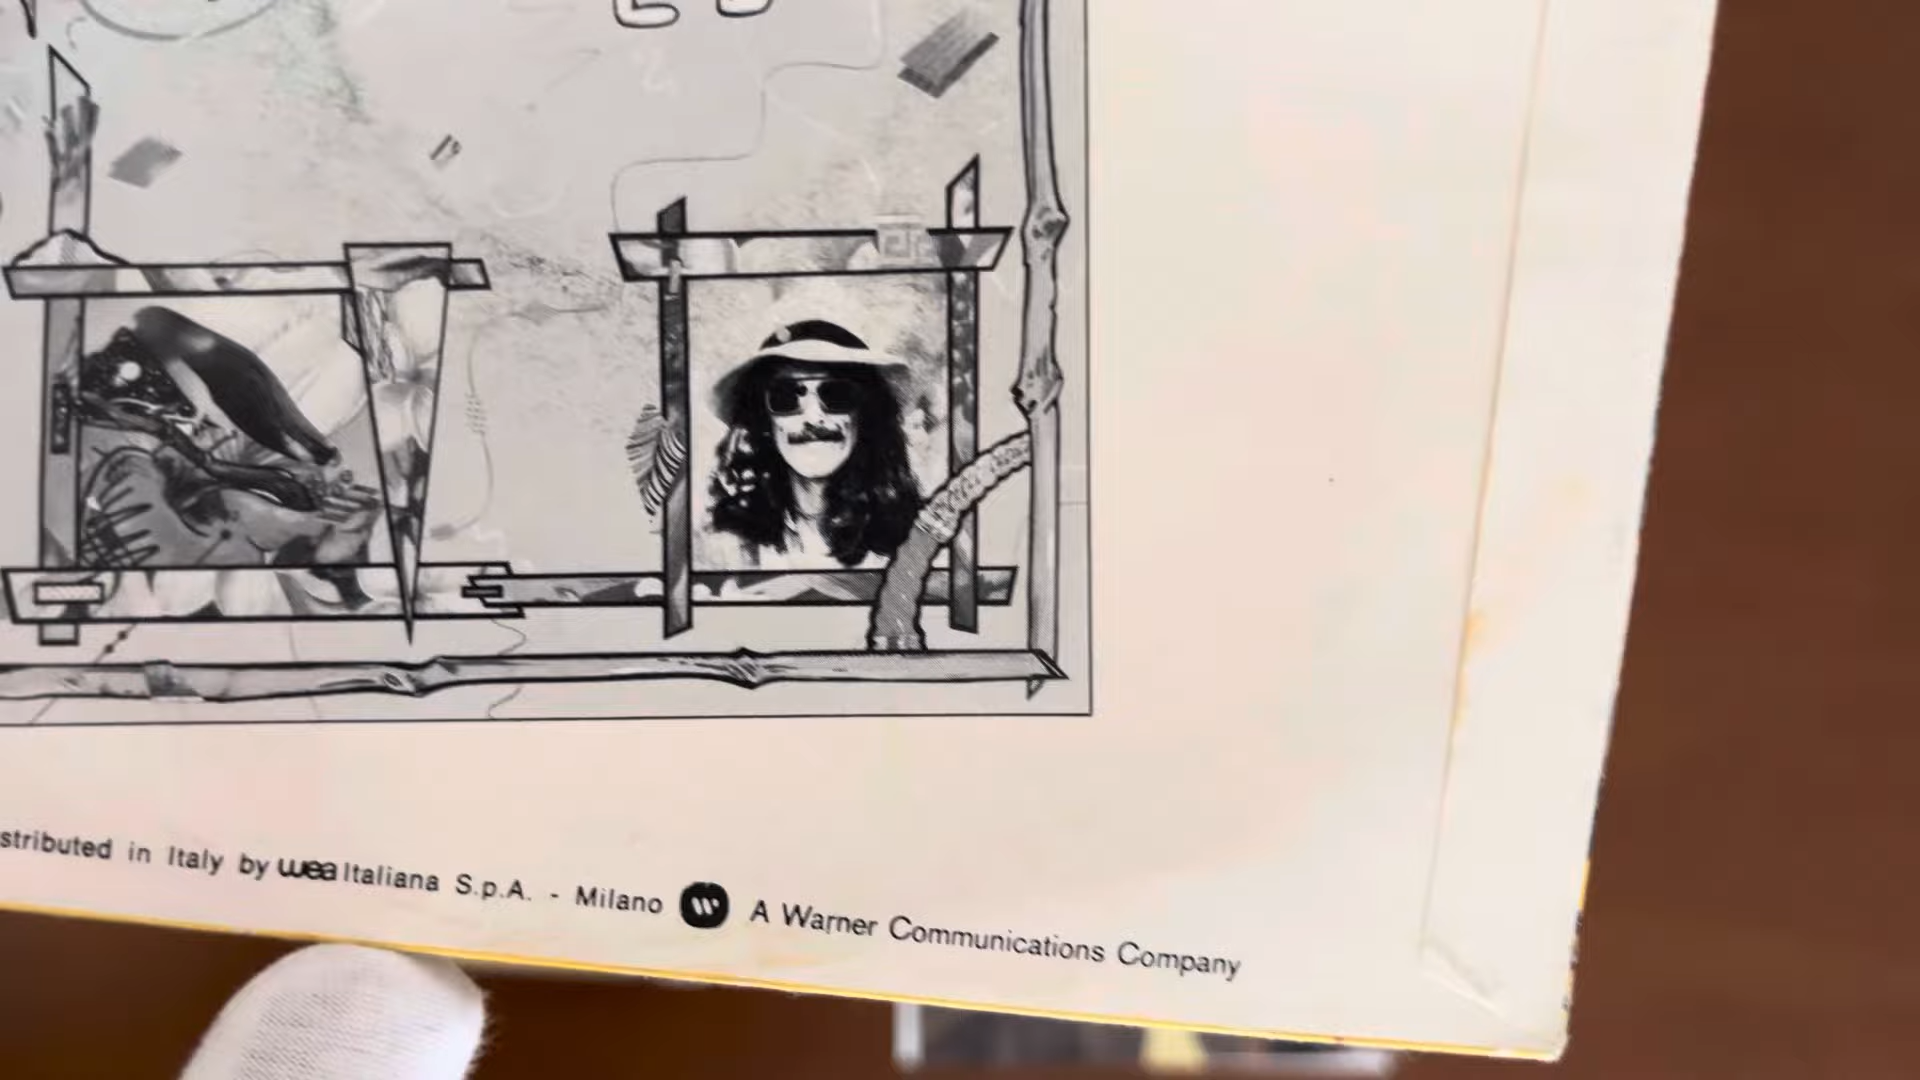 stributed in Italy by wea Italiana S.p.A. - Milano W A Warner Communications Company